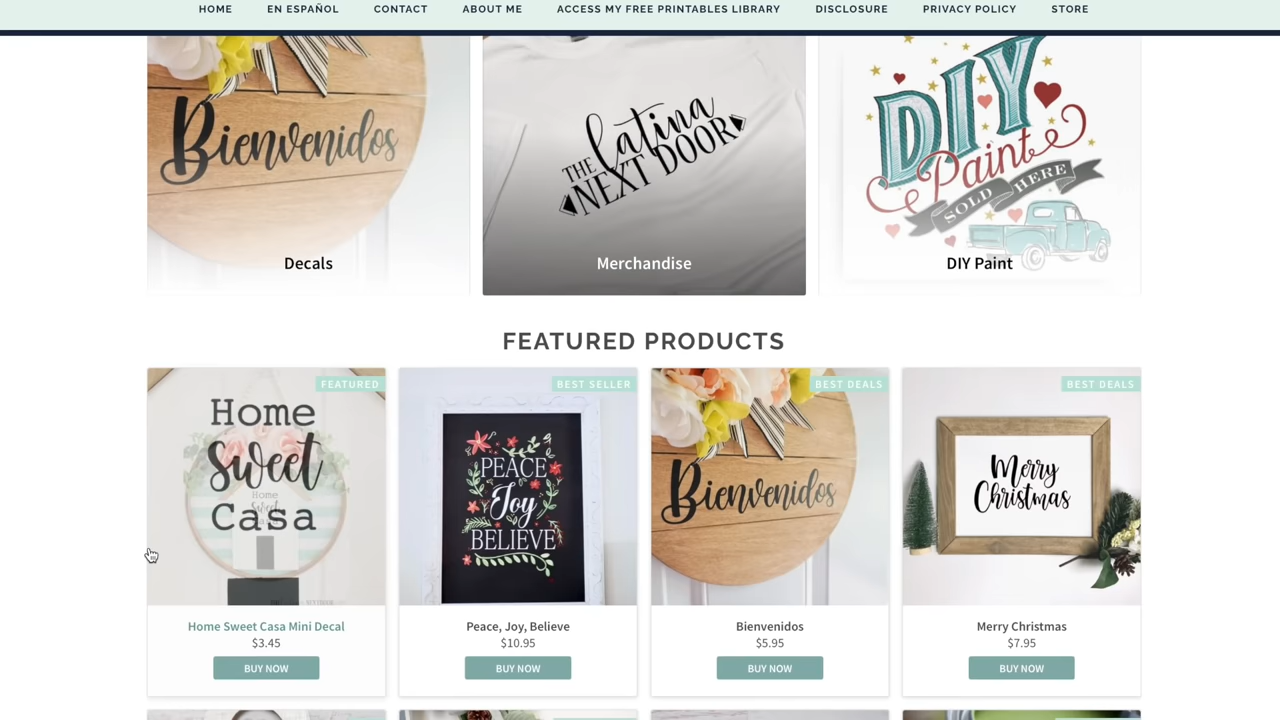 HOME EN ESPAÑOL CONTACT ABOUT ME ACCESS MY FREE PRINTABLES LIBRARY DISCLOSURE PRIVACY POLICY STORE
Bienvenidos
Decals
THE latina
NEXT DOOR
Merchandise
DIY
Paint
SOLD HERE
DIY Paint
FEATURED PRODUCTS
FEATURED
Home
Sweet
Casa
Home
Sweet
Home Sweet Casa Mini Decal
$3.45
BUY NOW
BEST SELLER
PEACE
Joy
BELIEVE
Peace, Joy, Believe
$10.95
BUY NOW
BEST DEALS
Bienvenidos
Bienvenidos
$5.95
BUY NOW
BEST DEALS
Merry
Christmas
Merry Christmas
$7.95
BUY NOW